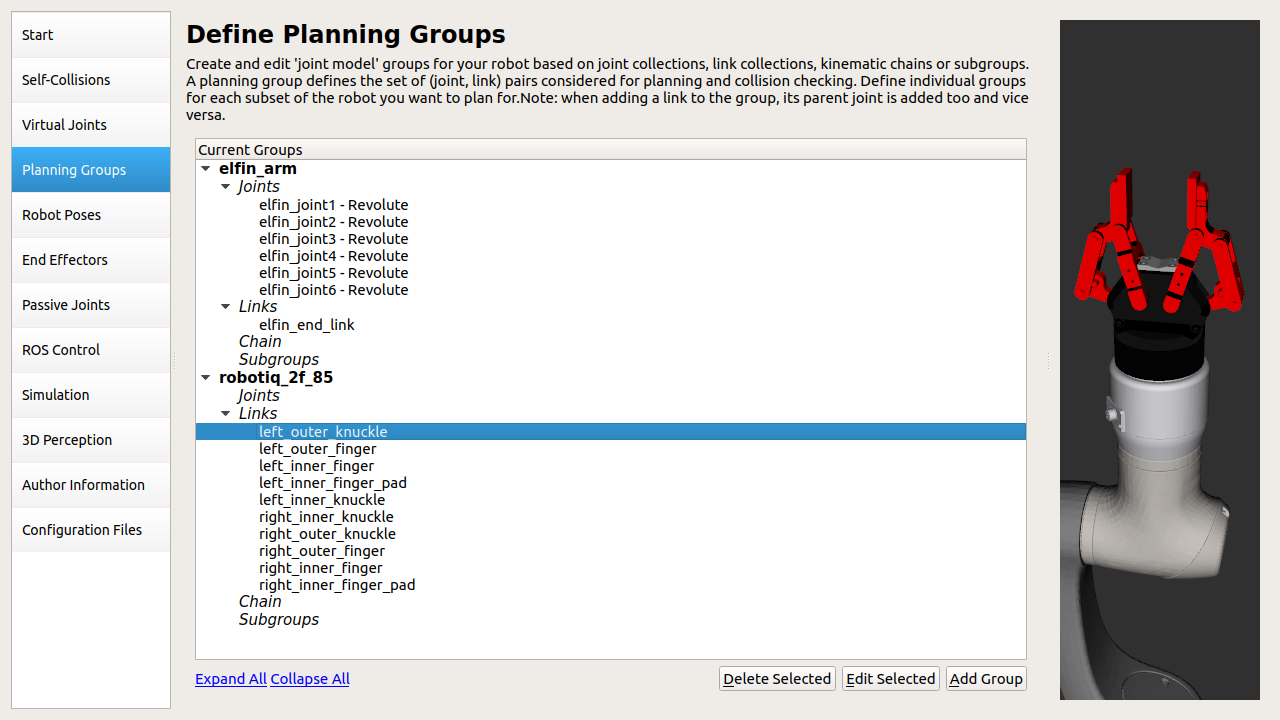 Start
Self-Collisions
Virtual Joints
Planning Groups
Robot Poses
End Effectors
Passive Joints
ROS Control
Simulation
3D Perception
Author Information
Configuration Files
Define Planning Groups
Create and edit 'joint model' groups for your robot based on joint collections, link collections, kinematic chains or subgroups.
A planning group defines the set of (joint, link) pairs considered for planning and collision checking. Define individual groups
for each subset of the robot you want to plan for.Note: when adding a link to the group, its parent joint is added too and vice
versa.
Current Groups
elfin_arm
Joints
elfin_joint1 - Revolute
elfin_joint2 - Revolute
elfin_joint3 - Revolute
elfin_joint4 - Revolute
elfin_joint5 - Revolute
elfin_joint6 - Revolute
Links
elfin_end_link
Chain
Subgroups
robotiq_2f_85
Joints
Links
left_outer_knuckle
left_outer_finger
left_inner_finger
left_inner_finger_pad
left_inner_knuckle
right_inner_knuckle
right_outer_knuckle
right_outer_finger
right_inner_finger
right_inner_finger_pad
Chain
Subgroups
Expand All Collapse All
Delete Selected
Edit Selected
Add Group